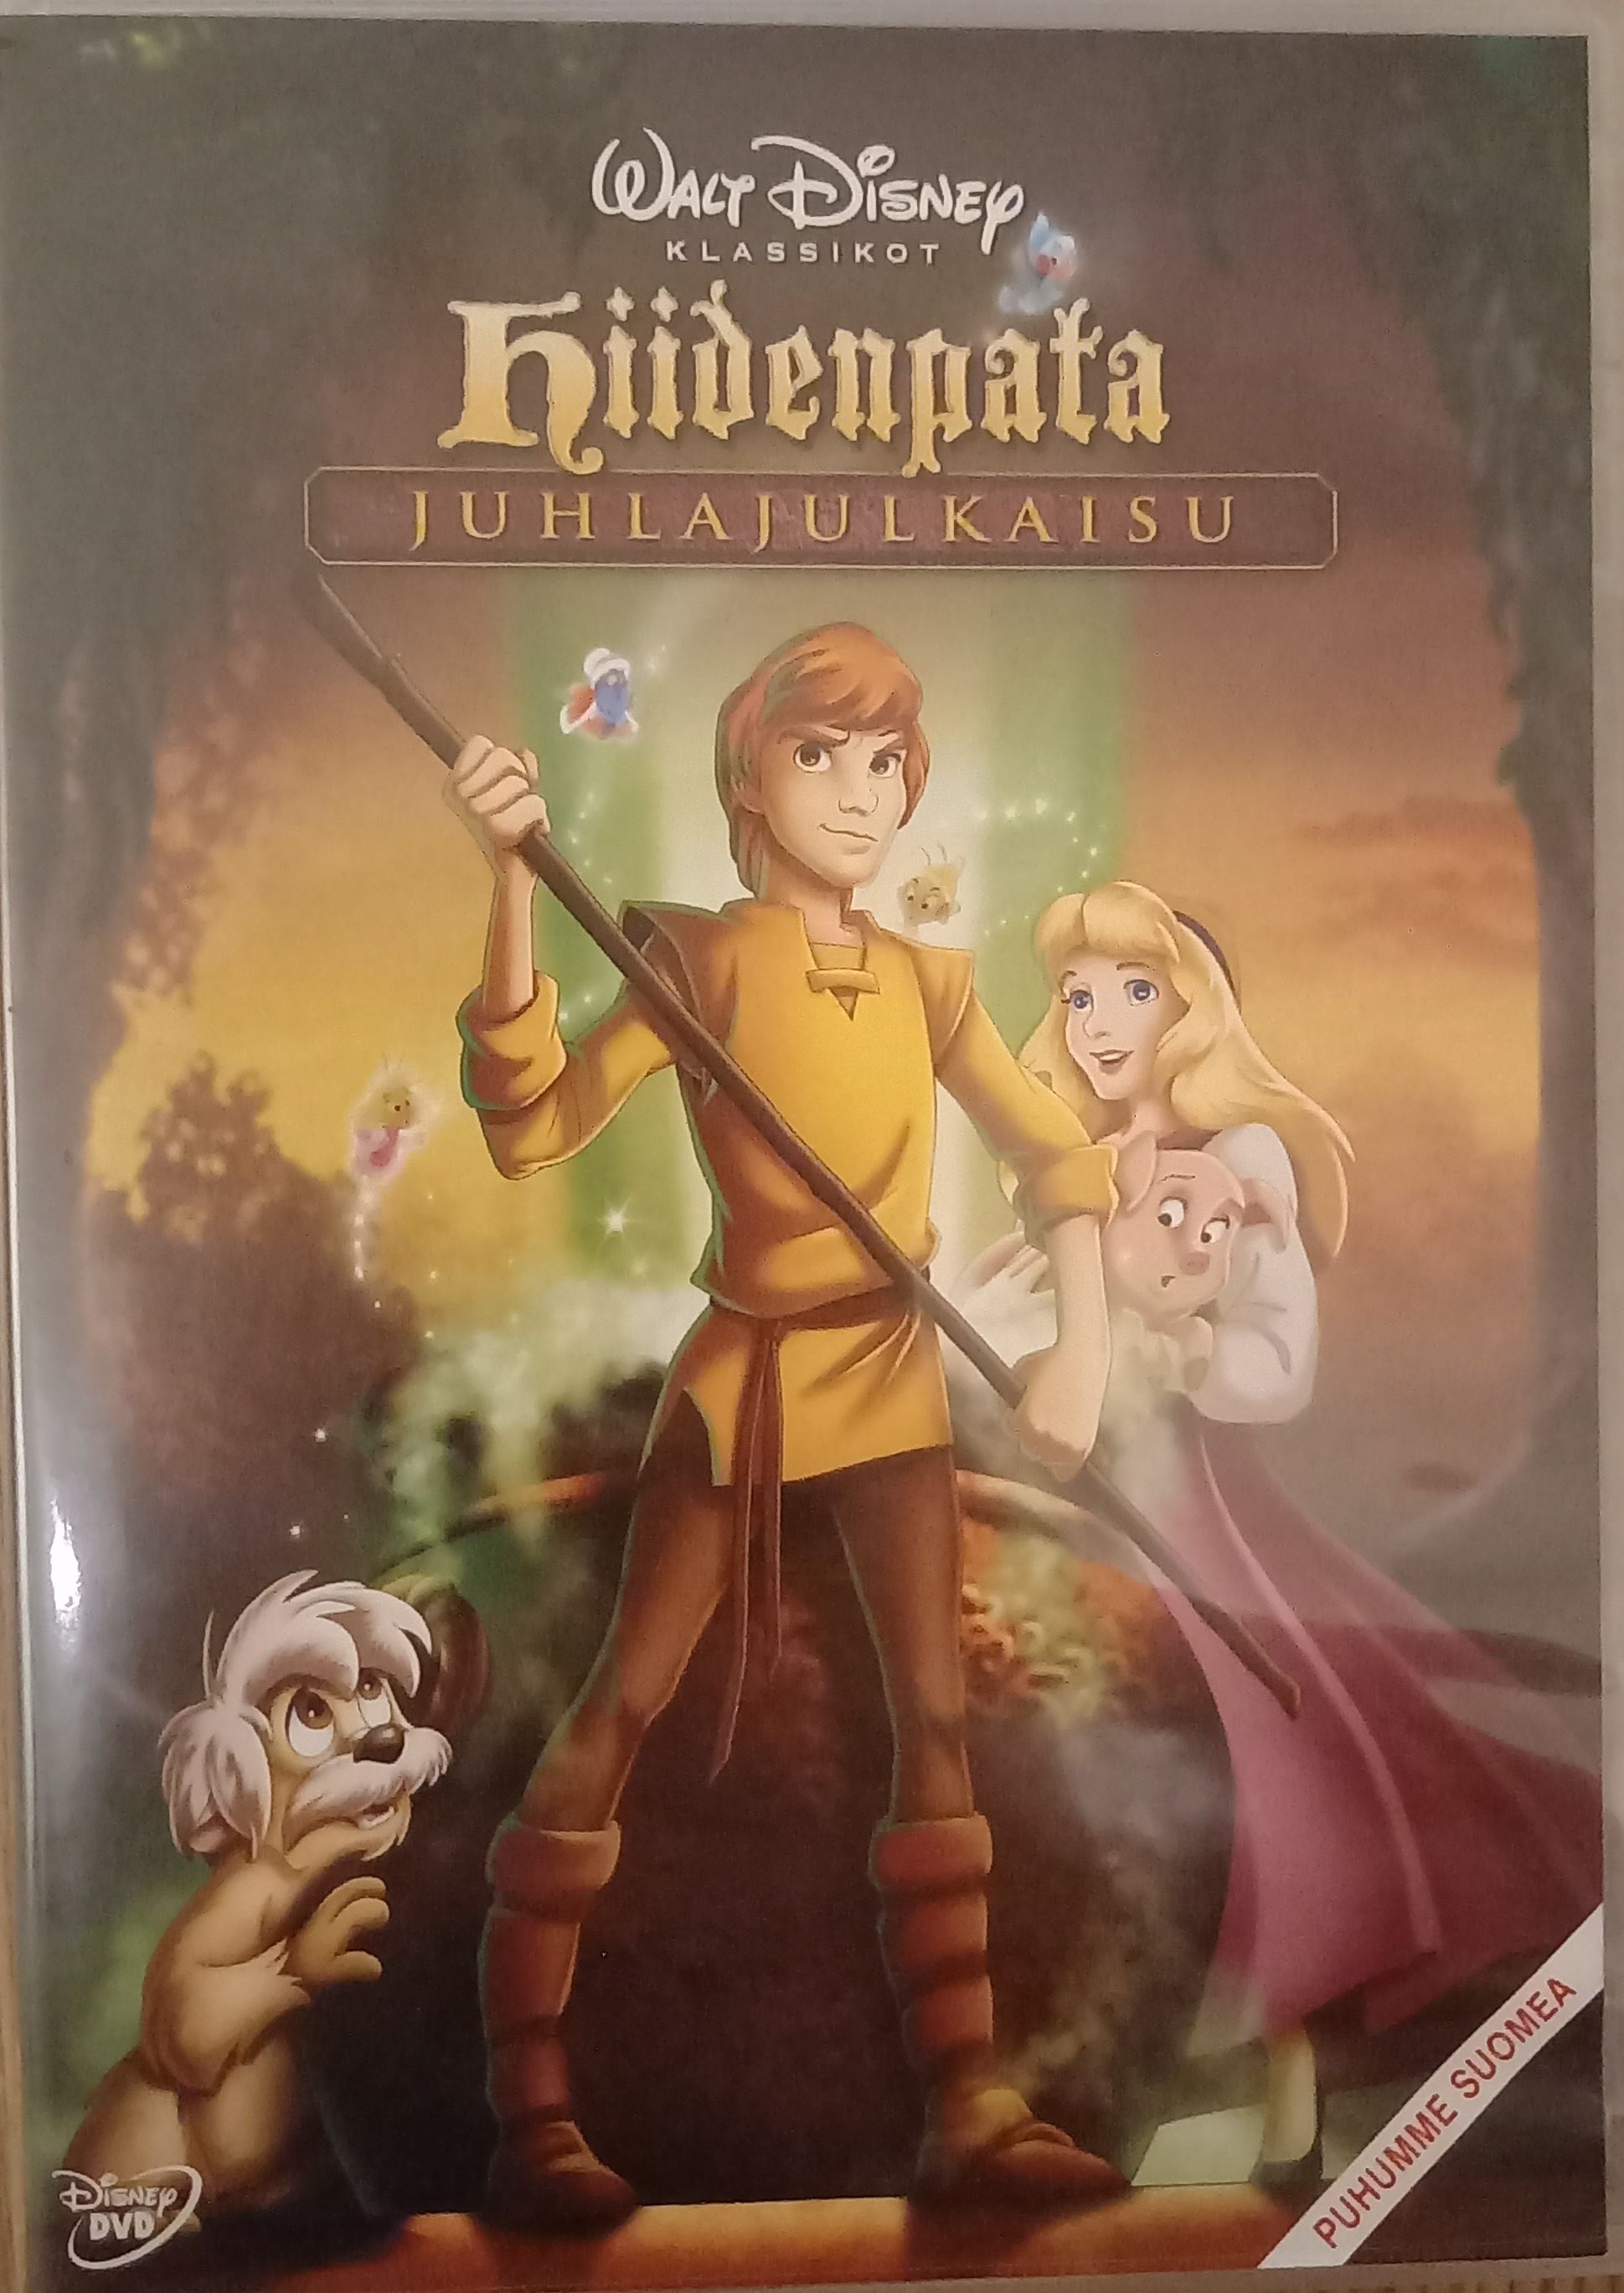 WALT DISNEY
KLASSIKOT
Hiidenpata
JUHLAJULKAISU
DISNEY
DVD
PUHUMME SUOMEA